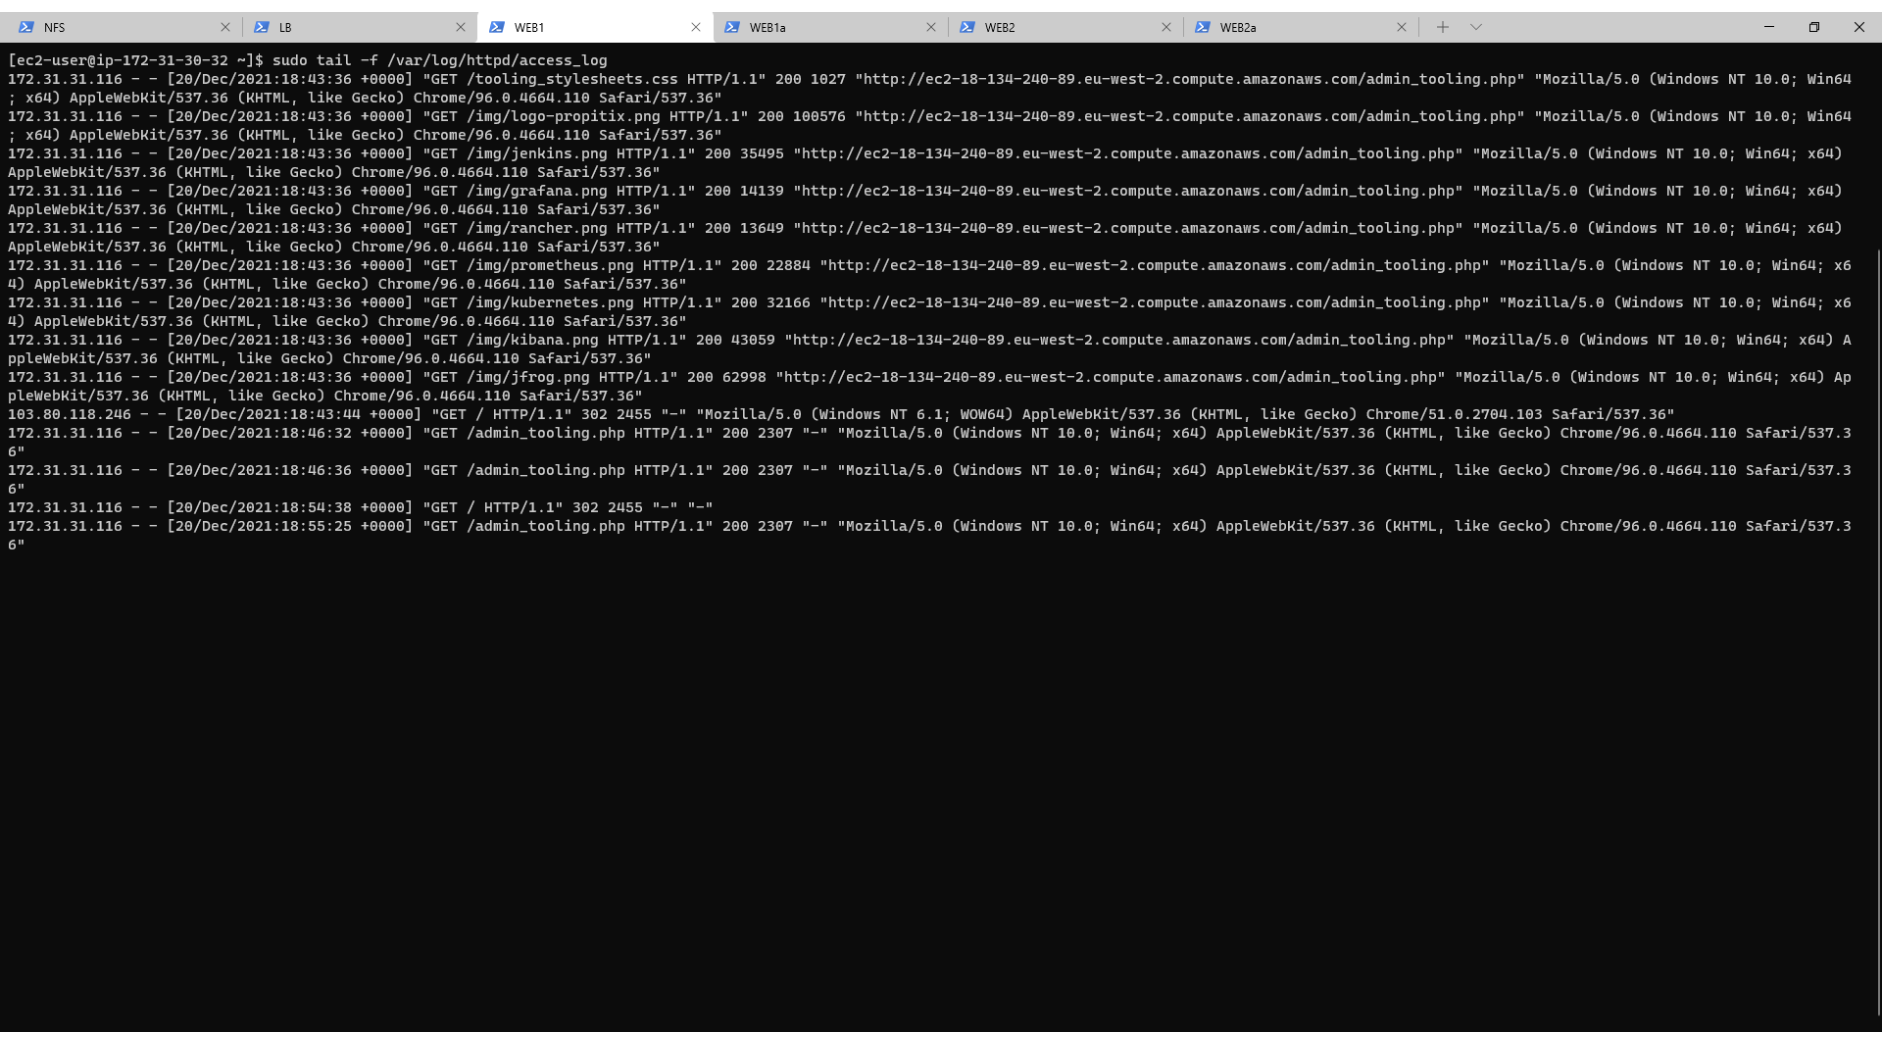 NFS LB WEB1 WEB1a WEB2 WEB2a
[ec2-user@ip-172-31-30-32 ~]$ sudo tail -f /var/log/httpd/access_log
172.31.31.116 - - [20/Dec/2021:18:43:36 +0000] "GET /tooling_stylesheets.css HTTP/1.1" 200 1027 "http://ec2-18-134-240-89.eu-west-2.compute.amazonaws.com/admin_tooling.php" "Mozilla/5.0 (Windows NT 10.0; Win64
; x64) AppleWebKit/537.36 (KHTML, like Gecko) Chrome/96.0.4664.110 Safari/537.36"
172.31.31.116 - - [20/Dec/2021:18:43:36 +0000] "GET /img/logo-propitix.png HTTP/1.1" 200 100576 "http://ec2-18-134-240-89.eu-west-2.compute.amazonaws.com/admin_tooling.php" "Mozilla/5.0 (Windows NT 10.0; Win64
; x64) AppleWebKit/537.36 (KHTML, like Gecko) Chrome/96.0.4664.110 Safari/537.36"
172.31.31.116 - - [20/Dec/2021:18:43:36 +0000] "GET /img/jenkins.png HTTP/1.1" 200 35495 "http://ec2-18-134-240-89.eu-west-2.compute.amazonaws.com/admin_tooling.php" "Mozilla/5.0 (Windows NT 10.0; Win64; x64)
AppleWebKit/537.36 (KHTML, like Gecko) Chrome/96.0.4664.110 Safari/537.36"
172.31.31.116 - - [20/Dec/2021:18:43:36 +0000] "GET /img/grafana.png HTTP/1.1" 200 14139 "http://ec2-18-134-240-89.eu-west-2.compute.amazonaws.com/admin_tooling.php" "Mozilla/5.0 (Windows NT 10.0; Win64; x64)
AppleWebKit/537.36 (KHTML, like Gecko) Chrome/96.0.4664.110 Safari/537.36"
172.31.31.116 - - [20/Dec/2021:18:43:36 +0000] "GET /img/rancher.png HTTP/1.1" 200 13649 "http://ec2-18-134-240-89.eu-west-2.compute.amazonaws.com/admin_tooling.php" "Mozilla/5.0 (Windows NT 10.0; Win64; x64)
AppleWebKit/537.36 (KHTML, like Gecko) Chrome/96.0.4664.110 Safari/537.36"
172.31.31.116 - - [20/Dec/2021:18:43:36 +0000] "GET /img/prometheus.png HTTP/1.1" 200 22884 "http://ec2-18-134-240-89.eu-west-2.compute.amazonaws.com/admin_tooling.php" "Mozilla/5.0 (Windows NT 10.0; Win64; x6
4) AppleWebKit/537.36 (KHTML, like Gecko) Chrome/96.0.4664.110 Safari/537.36"
172.31.31.116 - - [20/Dec/2021:18:43:36 +0000] "GET /img/kubernetes.png HTTP/1.1" 200 32166 "http://ec2-18-134-240-89.eu-west-2.compute.amazonaws.com/admin_tooling.php" "Mozilla/5.0 (Windows NT 10.0; Win64; x6
4) AppleWebKit/537.36 (KHTML, like Gecko) Chrome/96.0.4664.110 Safari/537.36"
172.31.31.116 - - [20/Dec/2021:18:43:36 +0000] "GET /img/kibana.png HTTP/1.1" 200 43059 "http://ec2-18-134-240-89.eu-west-2.compute.amazonaws.com/admin_tooling.php" "Mozilla/5.0 (Windows NT 10.0; Win64; x64) A
ppleWebKit/537.36 (KHTML, like Gecko) Chrome/96.0.4664.110 Safari/537.36"
172.31.31.116 - - [20/Dec/2021:18:43:36 +0000] "GET /img/jfrog.png HTTP/1.1" 200 62998 "http://ec2-18-134-240-89.eu-west-2.compute.amazonaws.com/admin_tooling.php" "Mozilla/5.0 (Windows NT 10.0; Win64; x64) Ap
pleWebKit/537.36 (KHTML, like Gecko) Chrome/96.0.4664.110 Safari/537.36"
103.80.118.246 - - [20/Dec/2021:18:43:44 +0000] "GET / HTTP/1.1" 302 2455 "-" "Mozilla/5.0 (Windows NT 6.1; WOW64) AppleWebKit/537.36 (KHTML, like Gecko) Chrome/51.0.2704.103 Safari/537.36"
172.31.31.116 - - [20/Dec/2021:18:46:32 +0000] "GET /admin_tooling.php HTTP/1.1" 200 2307 "-" "Mozilla/5.0 (Windows NT 10.0; Win64; x64) AppleWebKit/537.36 (KHTML, like Gecko) Chrome/96.0.4664.110 Safari/537.3
6"
172.31.31.116 - - [20/Dec/2021:18:46:36 +0000] "GET /admin_tooling.php HTTP/1.1" 200 2307 "-" "Mozilla/5.0 (Windows NT 10.0; Win64; x64) AppleWebKit/537.36 (KHTML, like Gecko) Chrome/96.0.4664.110 Safari/537.3
6"
172.31.31.116 - - [20/Dec/2021:18:54:38 +0000] "GET / HTTP/1.1" 302 2455 "-" "-"
172.31.31.116 - - [20/Dec/2021:18:55:25 +0000] "GET /admin_tooling.php HTTP/1.1" 200 2307 "-" "Mozilla/5.0 (Windows NT 10.0; Win64; x64) AppleWebKit/537.36 (KHTML, like Gecko) Chrome/96.0.4664.110 Safari/537.3
6"